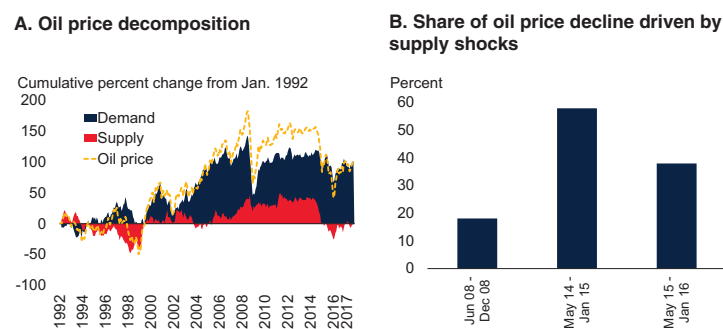 A. Oil price decomposition
Cumulative percent change from Jan. 1992
200
150
100
50
0
-50
-100
Demand
Supply
Oil price
1992
1994
1996
1998
2000
2002
2004
2006
2008
2010
2012
2014
2016
2017
B. Share of oil price decline driven by
supply shocks
Percent
60
50
40
30
20
10
0
Jun 08 -
Dec 08
May 14 -
Jan 15
May 15 -
Jan 16